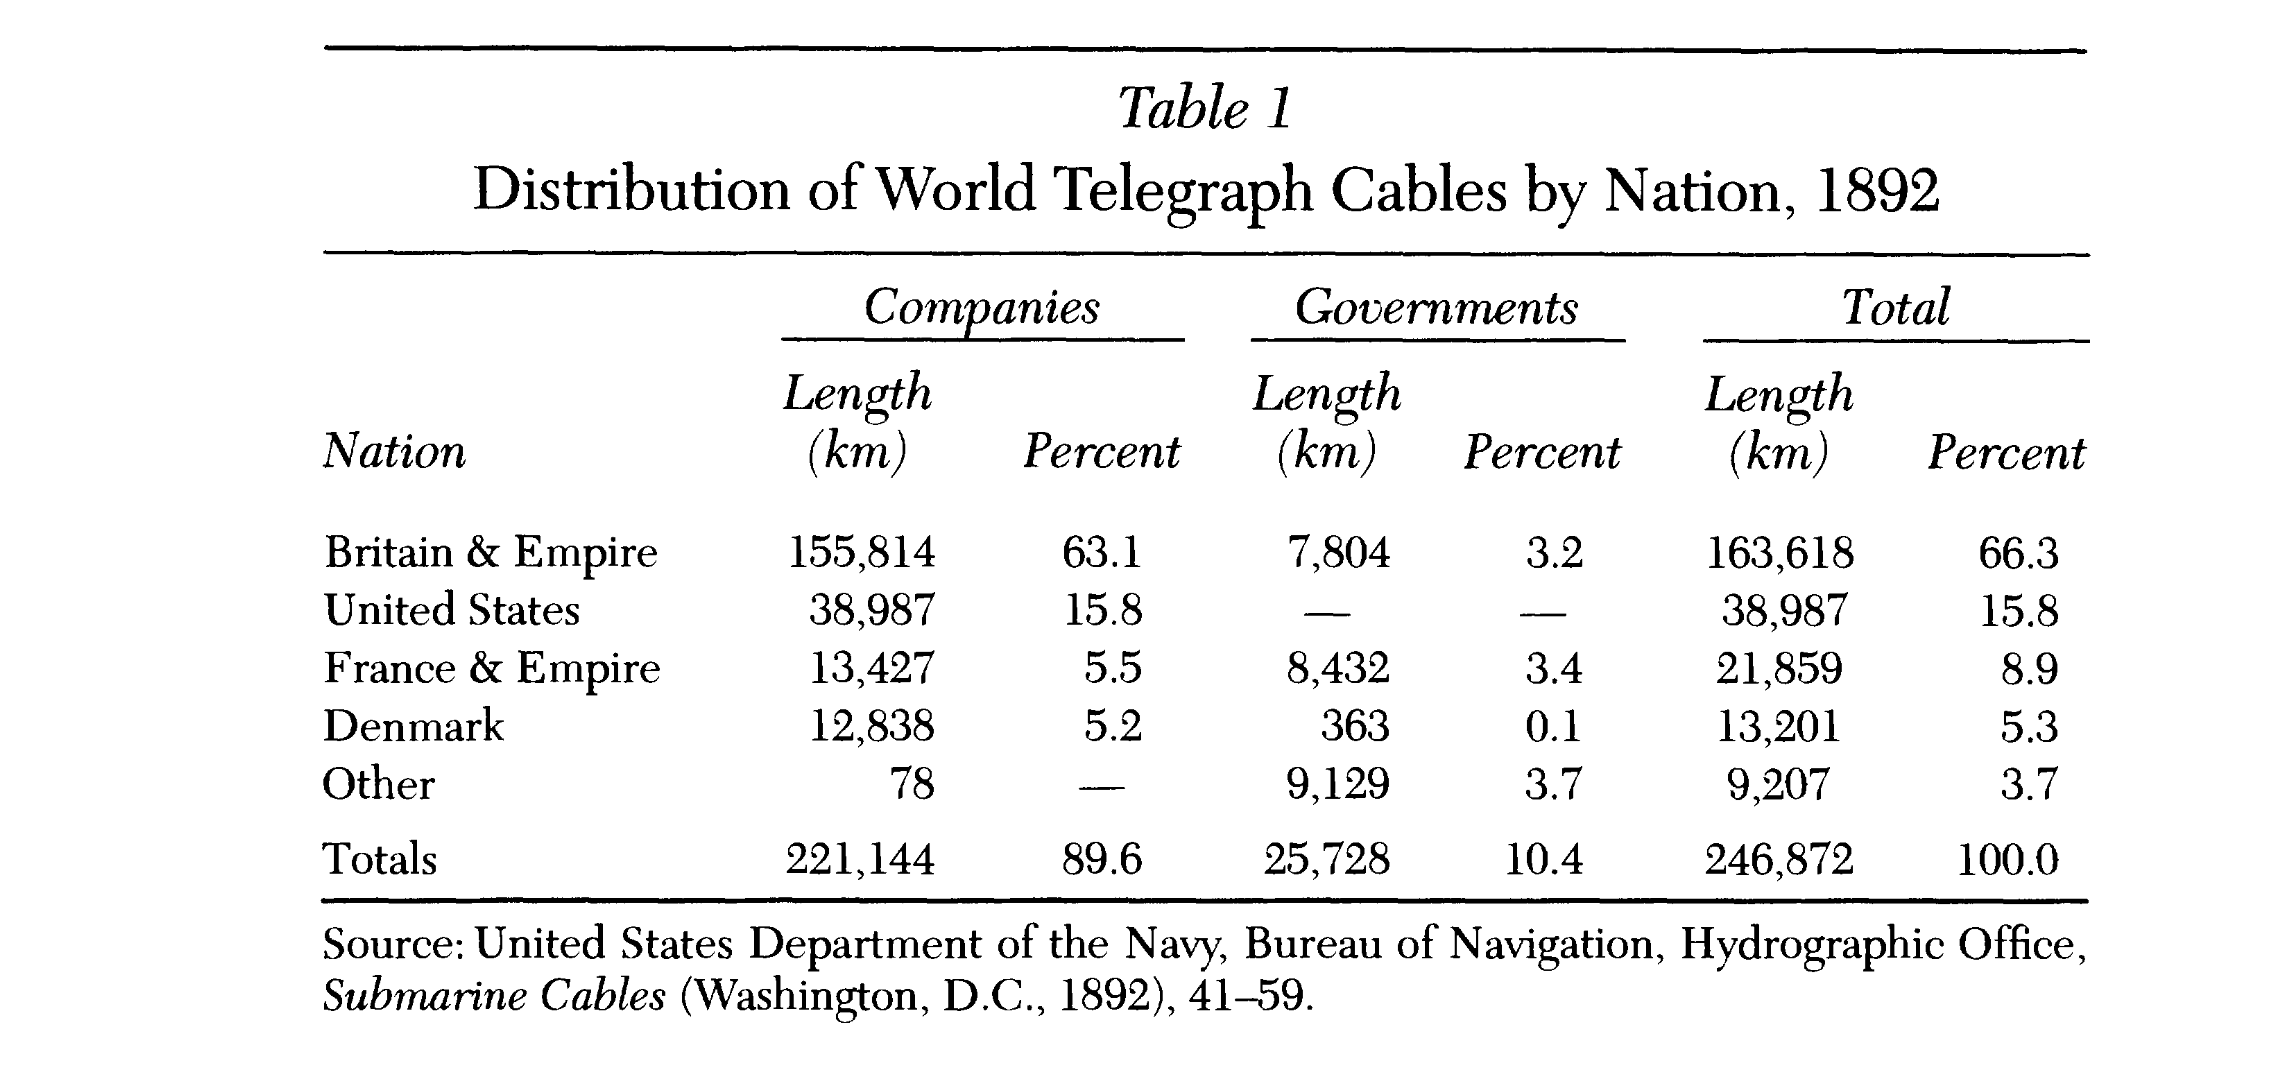 Table 1
Distribution of World Telegraph Cables by Nation, 1892
Companies Governments Total
Length Length Length
Nation (km) Percent (km) Percent (km) Percent
Britain & Empire 155,814 63.1 7,804 3.2 163,618 66.3
United States 38,987 15.8 — — 38,987 15.8
France & Empire 13,427 5.5 8,432 3.4 21,859 8.9
Denmark 12,838 5.2 363 0.1 13,201 5.3
Other 78 — 9,129 3.7 9,207 3.7
Totals 221,144 89.6 25,728 10.4 246,872 100.0
Source: United States Department of the Navy, Bureau of Navigation, Hydrographic Office,
Submarine Cables (Washington, D.C., 1892), 41–59.